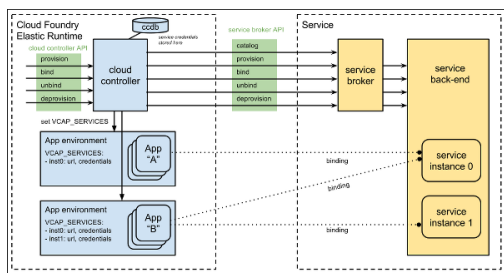 Cloud Foundry
Elastic Runtime
ccdb
service credentials
stored here
cloud controller API
provision
bind
unbind
deprovision
cloud
controller
service broker API
catalog
provision
bind
unbind
deprovision
Service
service
broker
service
back-end
set VCAP_SERVICES
App environment
VCAP_SERVICES:
- inst0: url, credentials
App
"A"
binding
service
instance 0
binding
App environment
VCAP_SERVICES:
- inst0: url, credentials
- inst1: url, credentials
App
"B"
binding
service
instance 1